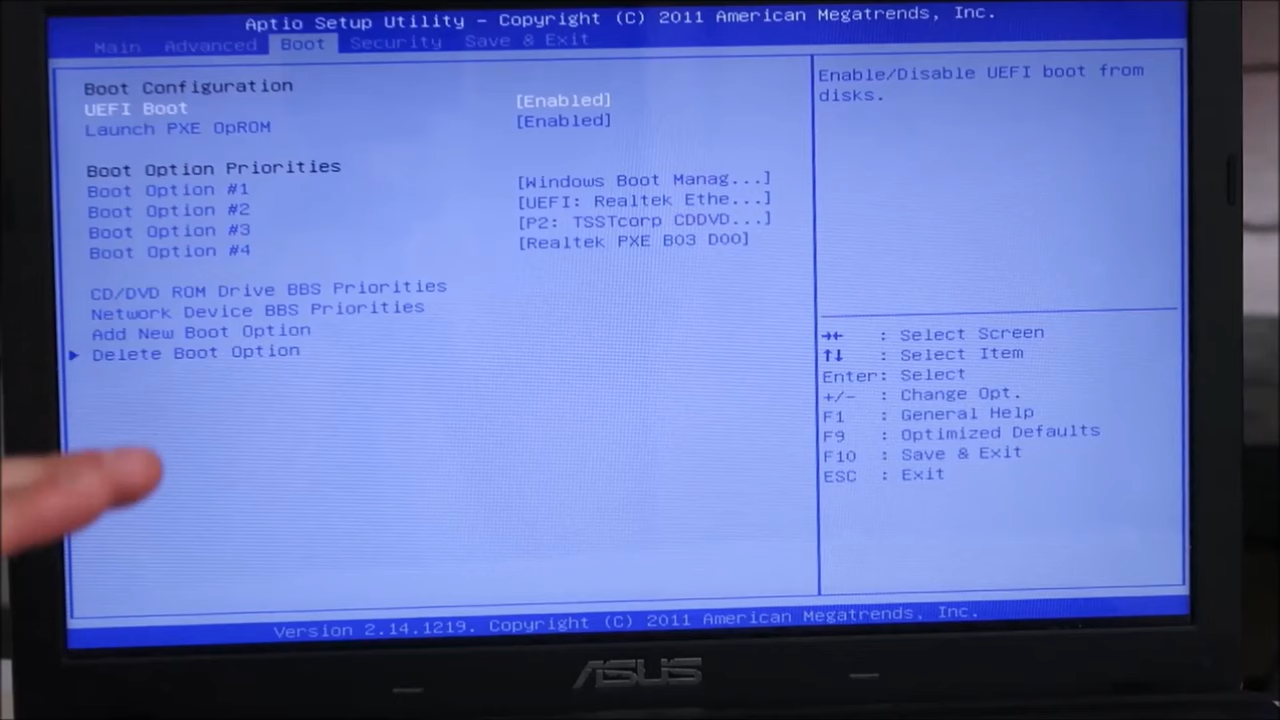 Aptio Setup Utility - Copyright (C) 2011 American Megatrends, Inc.
Main Advanced Boot Security Save & Exit
Boot Configuration
UEFI Boot [Enabled]
Launch PXE OpROM [Enabled]
Boot Option Priorities
Boot Option #1 [Windows Boot Manag...]
Boot Option #2 [UEFI: Realtek Ethe...]
Boot Option #3 [P2: TSSTcorp CDDVD...]
Boot Option #4 [Realtek PXE B03 D00]
CD/DVD ROM Drive BBS Priorities
Network Device BBS Priorities
Add New Boot Option
Delete Boot Option
Enable/Disable UEFI boot from
disks.
→← : Select Screen
↑↓ : Select Item
Enter: Select
+/- : Change Opt.
F1 : General Help
F9 : Optimized Defaults
F10 : Save & Exit
ESC : Exit
Version 2.14.1219. Copyright (C) 2011 American Megatrends, Inc.
ASUS